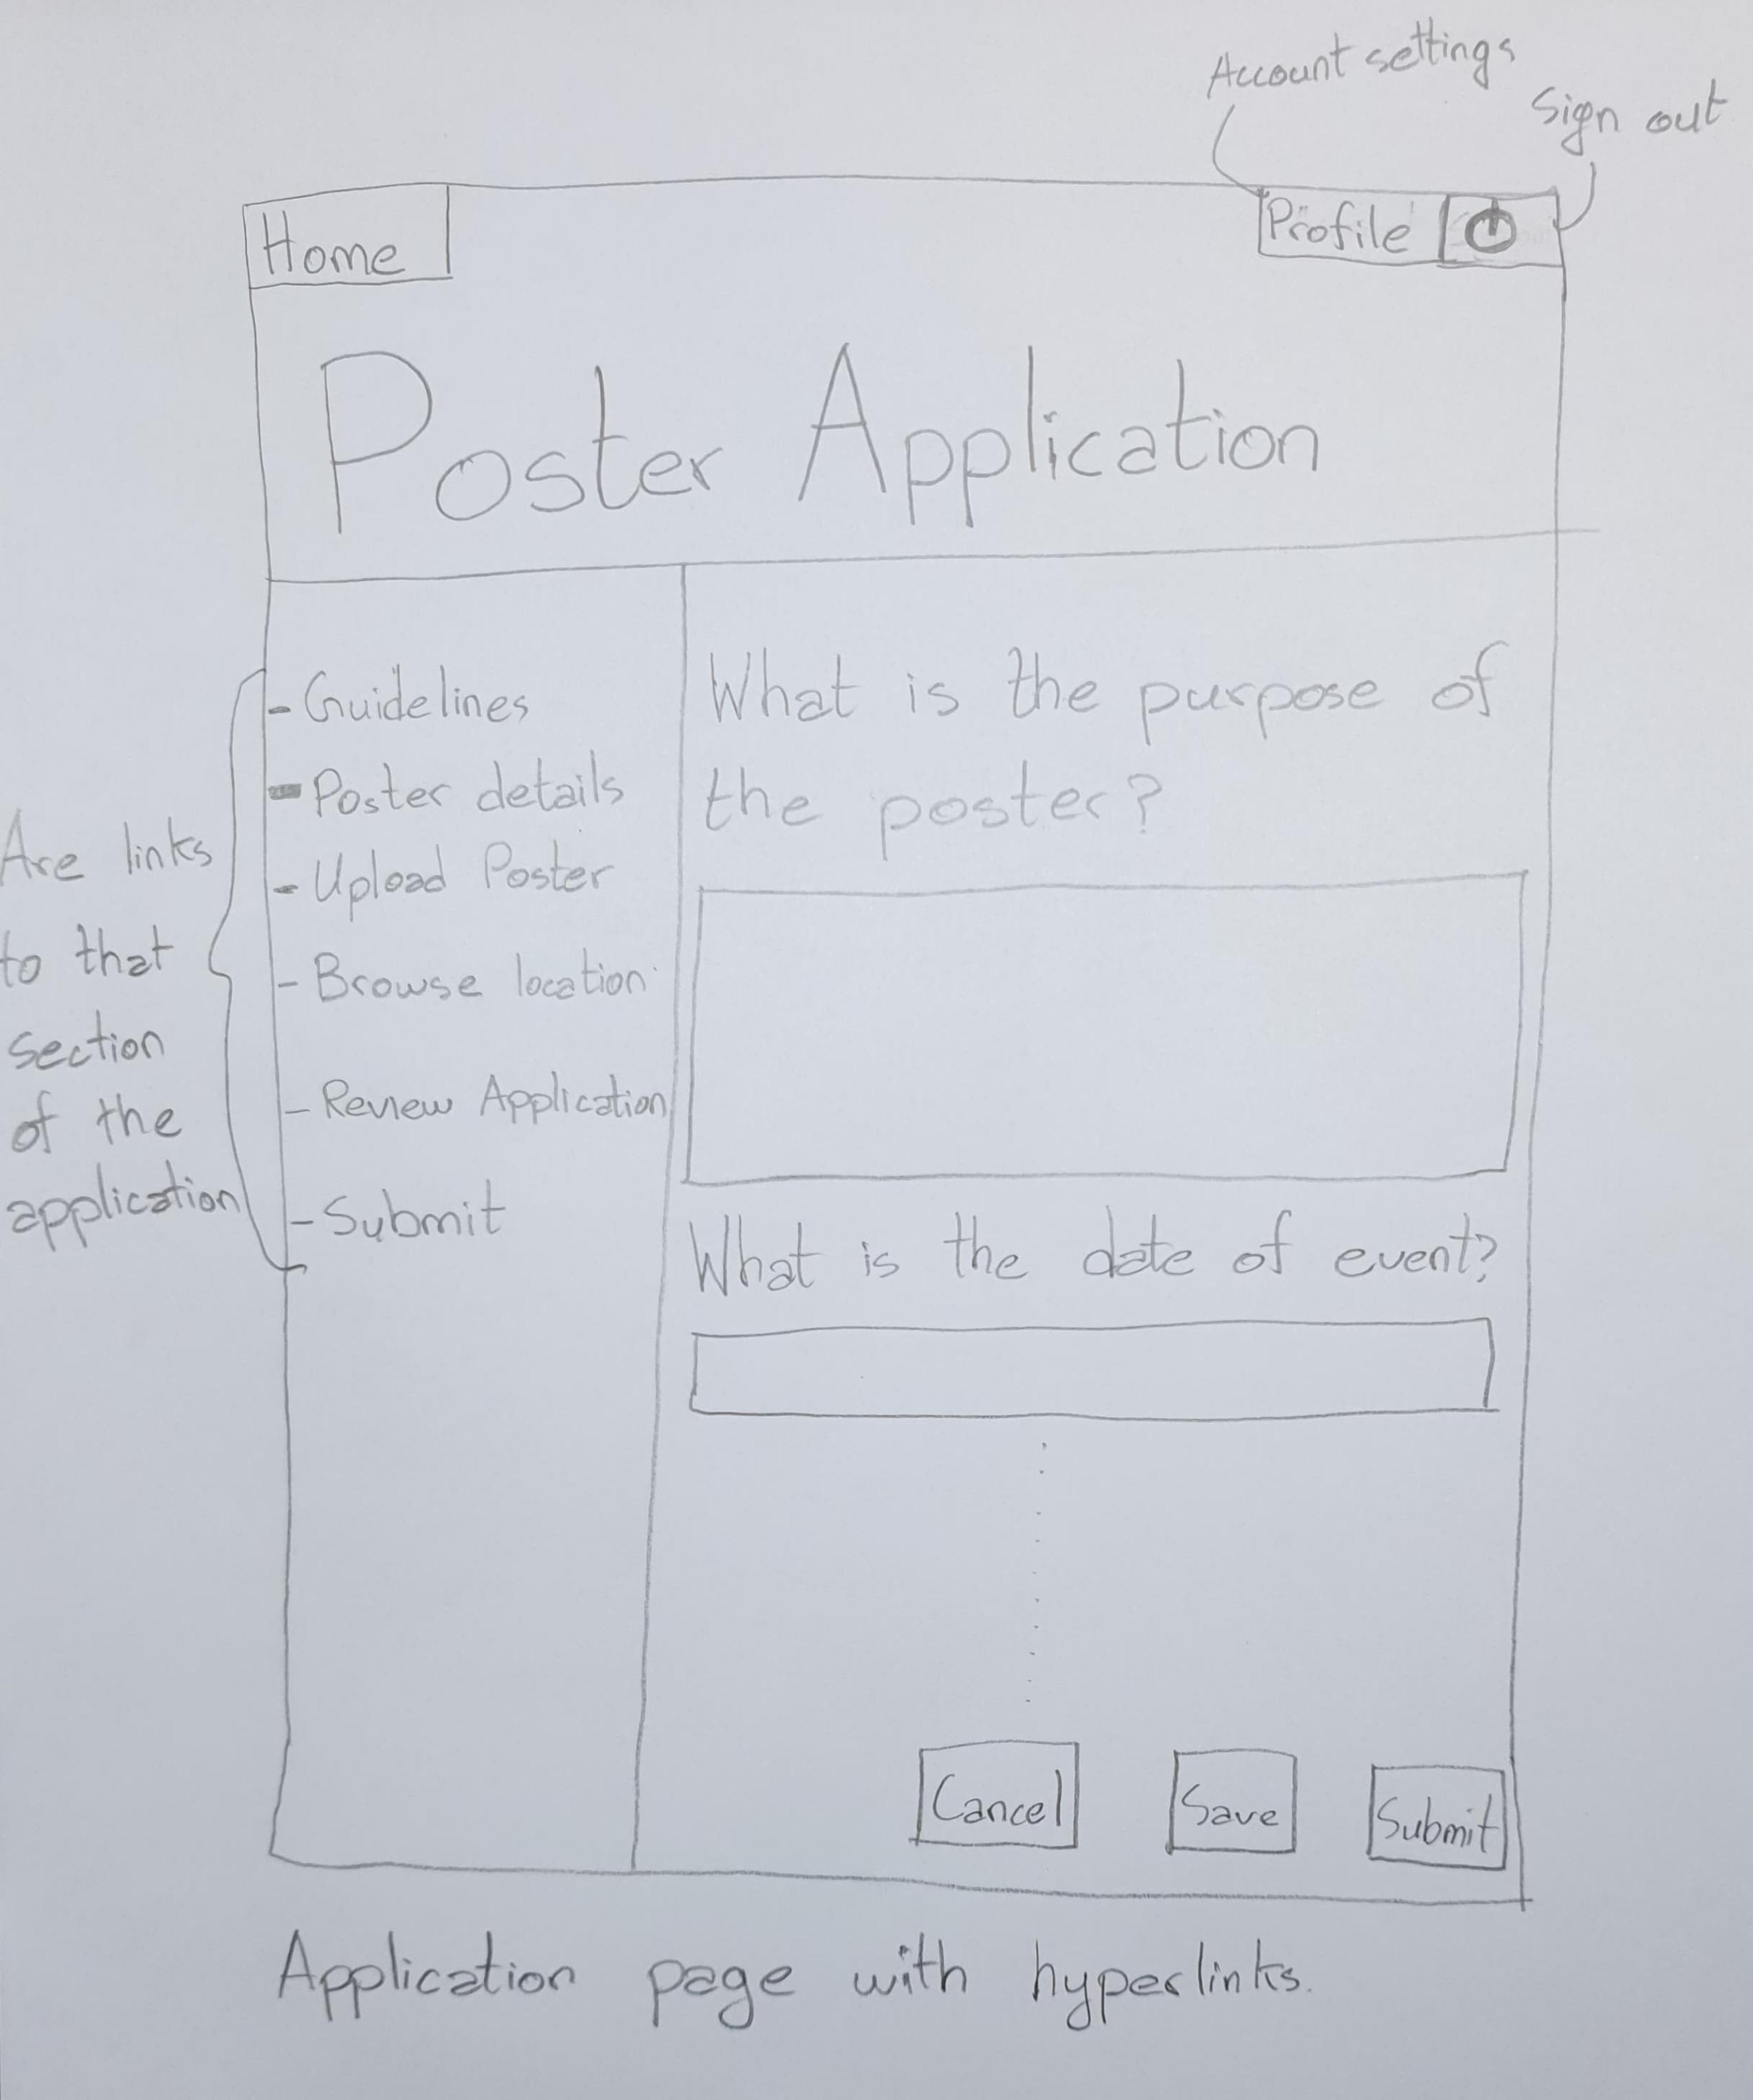 Account settings
Sign out
Home
Profile
Poster Application
- Guidelines
- Poster details
- Upload Poster
- Browse location
- Review Application
- Submit
Are links
to that
section
of the
application
What is the purpose of
the poster?
What is the date of event?
Cancel
Save
Submit
Application page with hyperlinks.